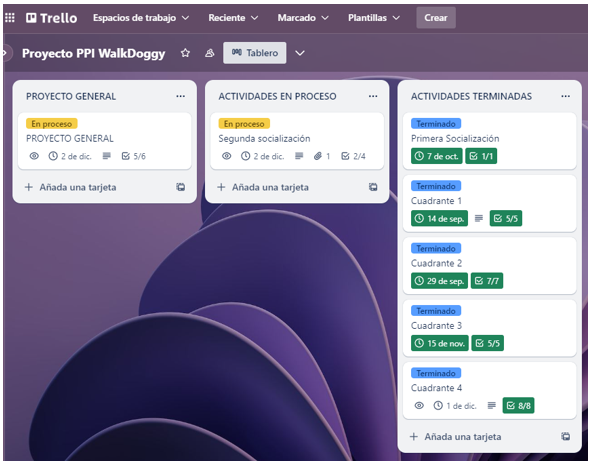 Trello Espacios de trabajo Reciente Marcado Plantillas Crear
Proyecto PPI WalkDoggy Tablero
PROYECTO GENERAL
En proceso
PROYECTO GENERAL
2 de dic. 5/6
Añada una tarjeta
ACTIVIDADES EN PROCESO
En proceso
Segunda socialización
2 de dic. 1 2/4
Añada una tarjeta
ACTIVIDADES TERMINADAS
Terminado
Primera Socialización
7 de oct. 1/1
Terminado
Cuadrante 1
14 de sep. 5/5
Terminado
Cuadrante 2
29 de sep. 7/7
Terminado
Cuadrante 3
15 de nov. 5/5
Terminado
Cuadrante 4
1 de dic. 8/8
Añada una tarjeta